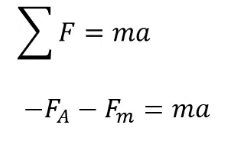 ∑ F = ma
−F_A − F_m = ma